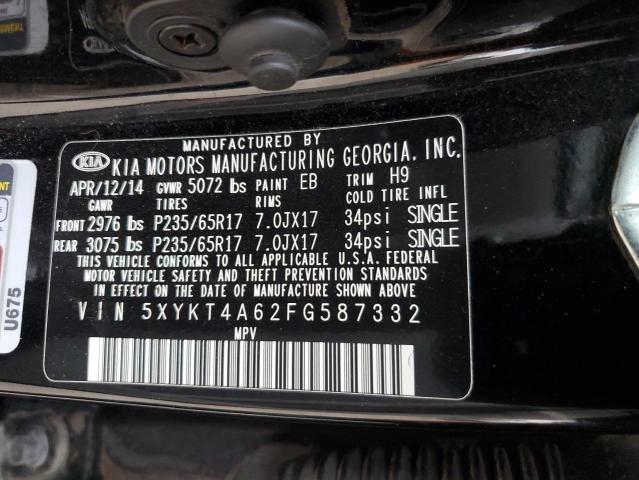 MANUFACTURED BY
KIA KIA MOTORS MANUFACTURING GEORGIA, INC.
APR/12/14 GVWR 5072 lbs PAINT EB TRIM H9
GAWR TIRES RIMS COLD TIRE INFL
FRONT 2976 lbs P235/65R17 7.0JX17 34psi SINGLE
REAR 3075 lbs P235/65R17 7.0JX17 34psi SINGLE
THIS VEHICLE CONFORMS TO ALL APPLICABLE U.S.A. FEDERAL
MOTOR VEHICLE SAFETY AND THEFT PREVENTION STANDARDS
IN EFFECT ON THE DATE OF MANUFACTURE SHOWN ABOVE.
VIN 5XYKT4A62FG587332
MPV
U675